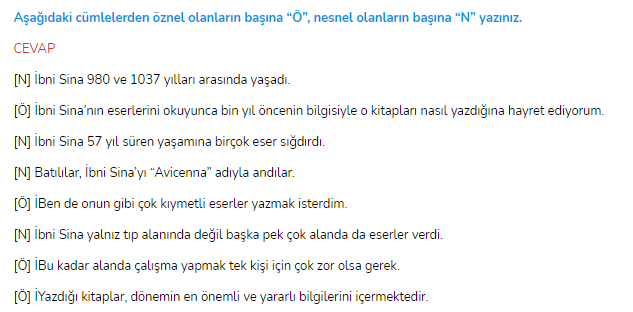 Aşağıdaki cümlelerden öznel olanların başına “Ö”, nesnel olanların başına “N” yazınız.
CEVAP
[N] İbni Sina 980 ve 1037 yılları arasında yaşadı.
[Ö] İbni Sina’nın eserlerini okuyunca bin yıl öncenin bilgisiyle o kitapları nasıl yazdığına hayret ediyorum.
[N] İbni Sina 57 yıl süren yaşamına birçok eser sığdırdı.
[N] Batılılar, İbni Sina’yı “Avicenna” adıyla andılar.
[Ö] İBen de onun gibi çok kıymetli eserler yazmak isterdim.
[N] İbni Sina yalnız tıp alanında değil başka pek çok alanda da eserler verdi.
[Ö] İBu kadar alanda çalışma yapmak tek kişi için çok zor olsa gerek.
[Ö] İYazdığı kitaplar, dönemin en önemli ve yararlı bilgilerini içermektedir.